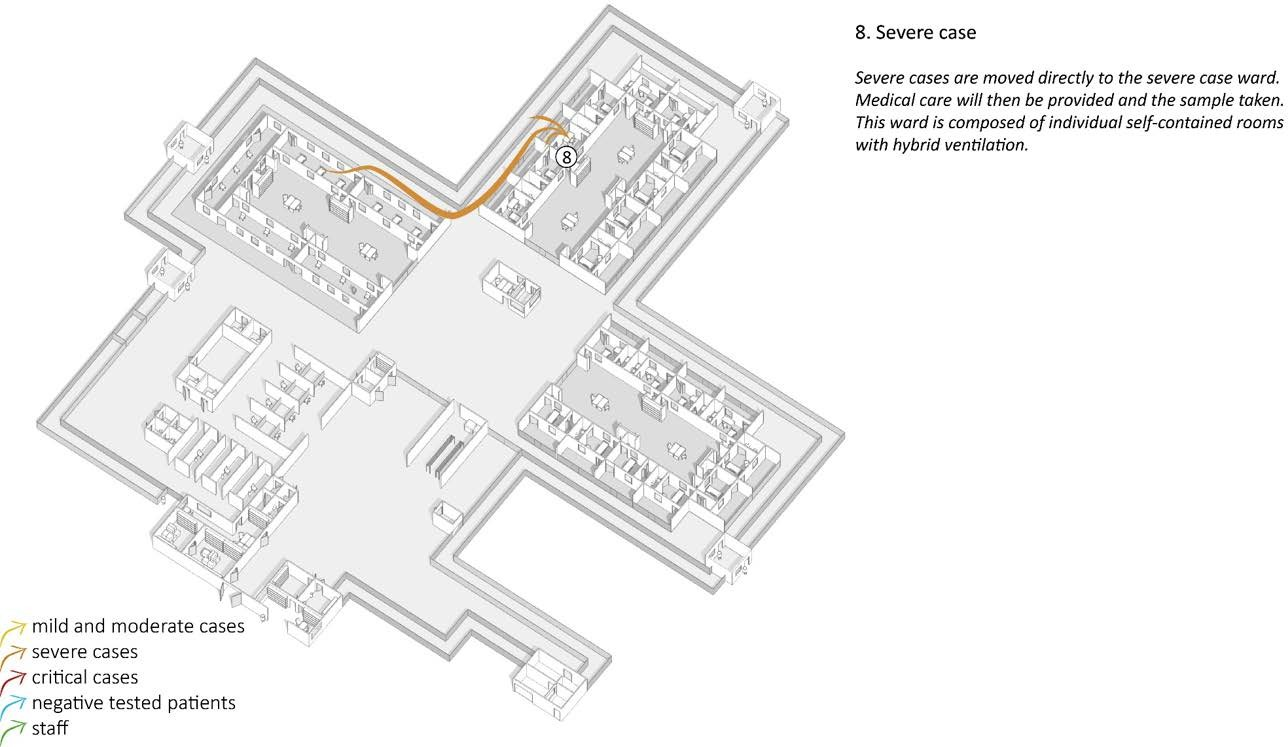 8. Severe case
Severe cases are moved directly to the severe case ward.
Medical care will then be provided and the sample taken.
This ward is composed of individual self-contained rooms
with hybrid ventilation.
8
mild and moderate cases
severe cases
critical cases
negative tested patients
staff